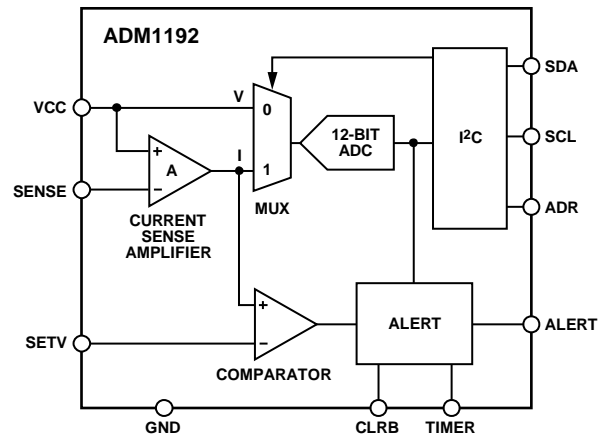 ADM1192
VCC
SENSE
SETV
V
0
I
1
MUX
+
A
−
CURRENT
SENSE
AMPLIFIER
12-BIT
ADC
I²C
SDA
SCL
ADR
+
−
COMPARATOR
ALERT
ALERT
GND
CLRB
TIMER